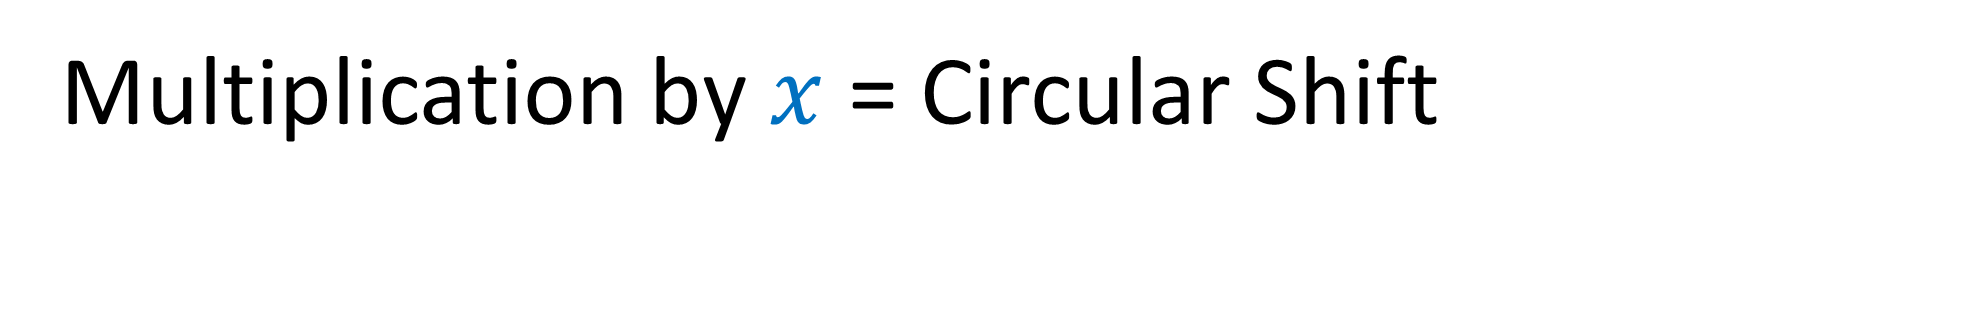 Multiplication by x = Circular Shift